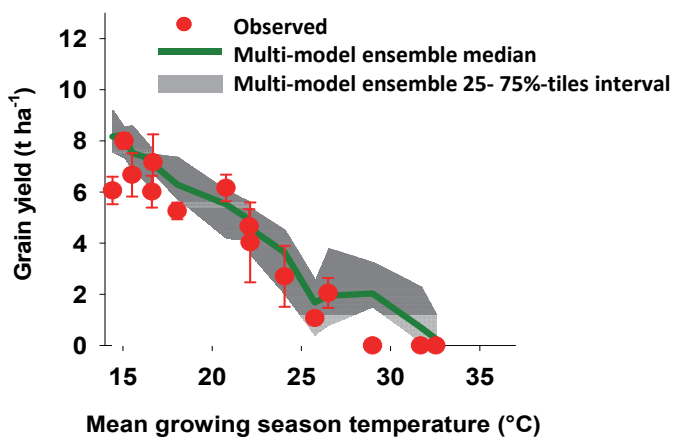 Observed
Multi-model ensemble median
Multi-model ensemble 25- 75%-tiles interval
Grain yield (t ha⁻¹)
12
10
8
6
4
2
0
15 20 25 30 35
Mean growing season temperature (°C)